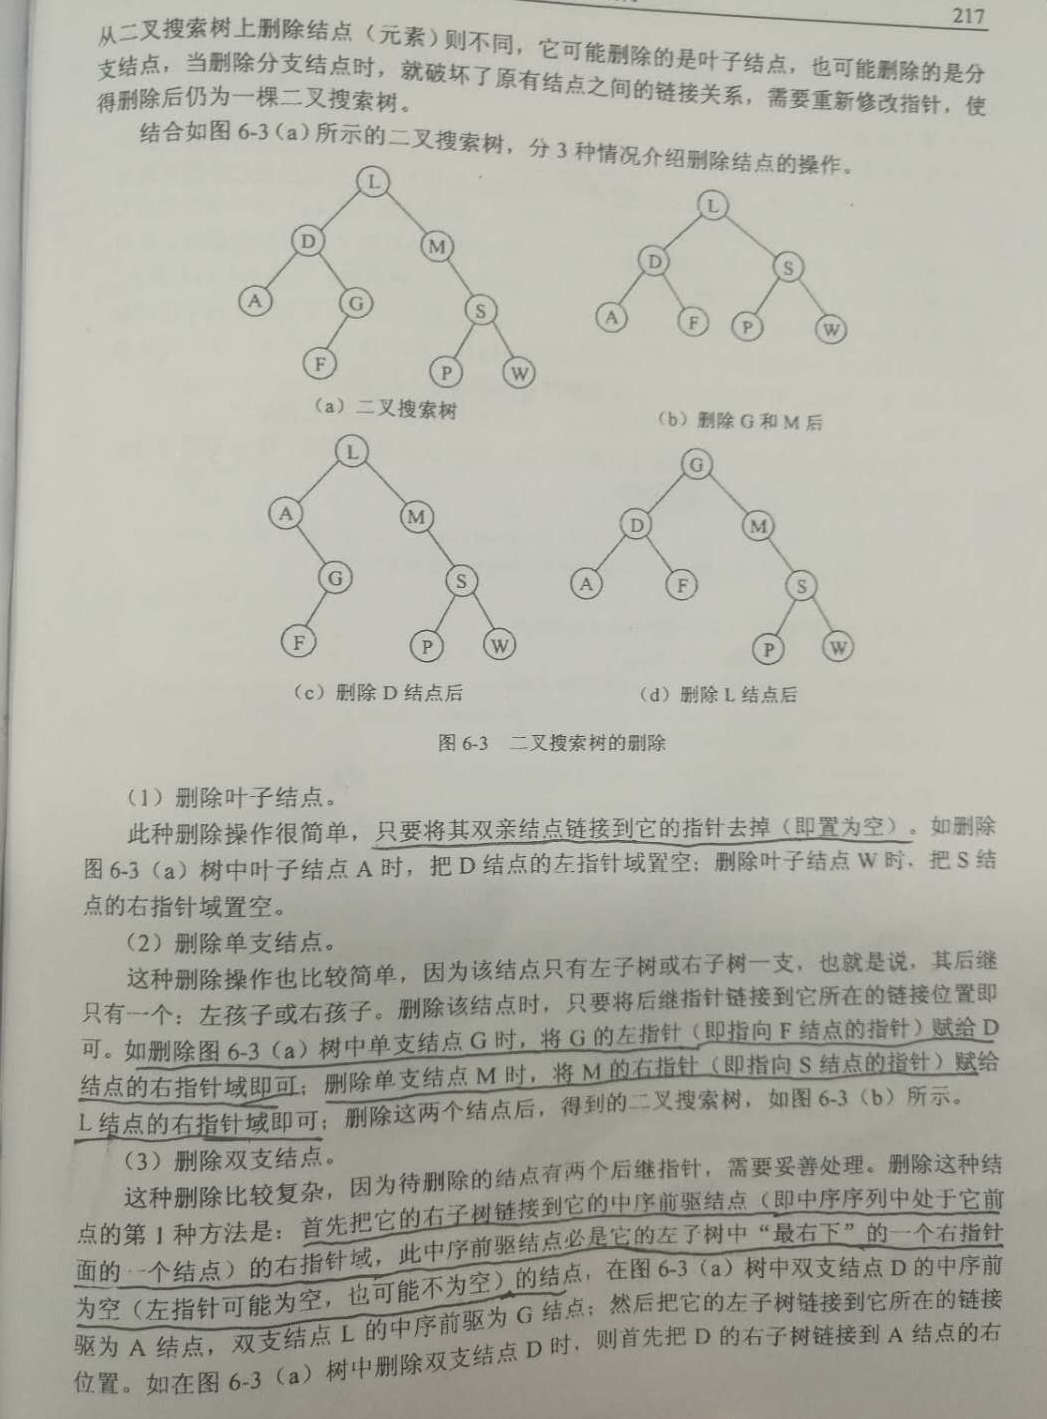 217
从二叉搜索树上删除结点（元素）则不同，它可能删除的是叶子结点，也可能删除的是分
支结点，当删除分支结点时，就破坏了原有结点之间的链接关系，需要重新修改指针，使
得删除后仍为一棵二叉搜索树。
结合如图 6-3（a）所示的二叉搜索树，分 3 种情况介绍删除结点的操作。
L
D M
A G S
F P W
（a）二叉搜索树
L
D S
A F P W
（b）删除 G 和 M 后
L
A M
G S
F P W
（c）删除 D 结点后
G
D M
A F S
P W
（d）删除 L 结点后
图 6-3 二叉搜索树的删除
（1）删除叶子结点。
此种删除操作很简单，只要将其双亲结点链接到它的指针去掉（即置为空）。如删除
图 6-3（a）树中叶子结点 A 时，把 D 结点的左指针域置空；删除叶子结点 W 时，把 S 结
点的右指针域置空。
（2）删除单支结点。
这种删除操作也比较简单，因为该结点只有左子树或右子树一支，也就是说，其后继
只有一个：左孩子或右孩子。删除该结点时，只要将后继指针链接到它所在的链接位置即
可。如删除图 6-3（a）树中单支结点 G 时，将 G 的左指针（即指向 F 结点的指针）赋给 D
结点的右指针域即可；删除单支结点 M 时，将 M 的右指针（即指向 S 结点的指针）赋给
L 结点的右指针域即可；删除这两个结点后，得到的二叉搜索树，如图 6-3（b）所示。
（3）删除双支结点。
这种删除比较复杂，因为待删除的结点有两个后继指针，需要妥善处理。删除这种结
点的第 1 种方法是：首先把它的右子树链接到它的中序前驱结点（即中序序列中处于它前
面的一个结点）的右指针域，此中序前驱结点必是它的左子树中“最右下”的一个右指针
为空（左指针可能为空，也可能不为空）的结点，在图 6-3（a）树中双支结点 D 的中序前
驱为 A 结点，双支结点 L 的中序前驱为 G 结点；然后把它的左子树链接到它所在的链接
位置。如在图 6-3（a）树中删除双支结点 D 时，则首先把 D 的右子树链接到 A 结点的右